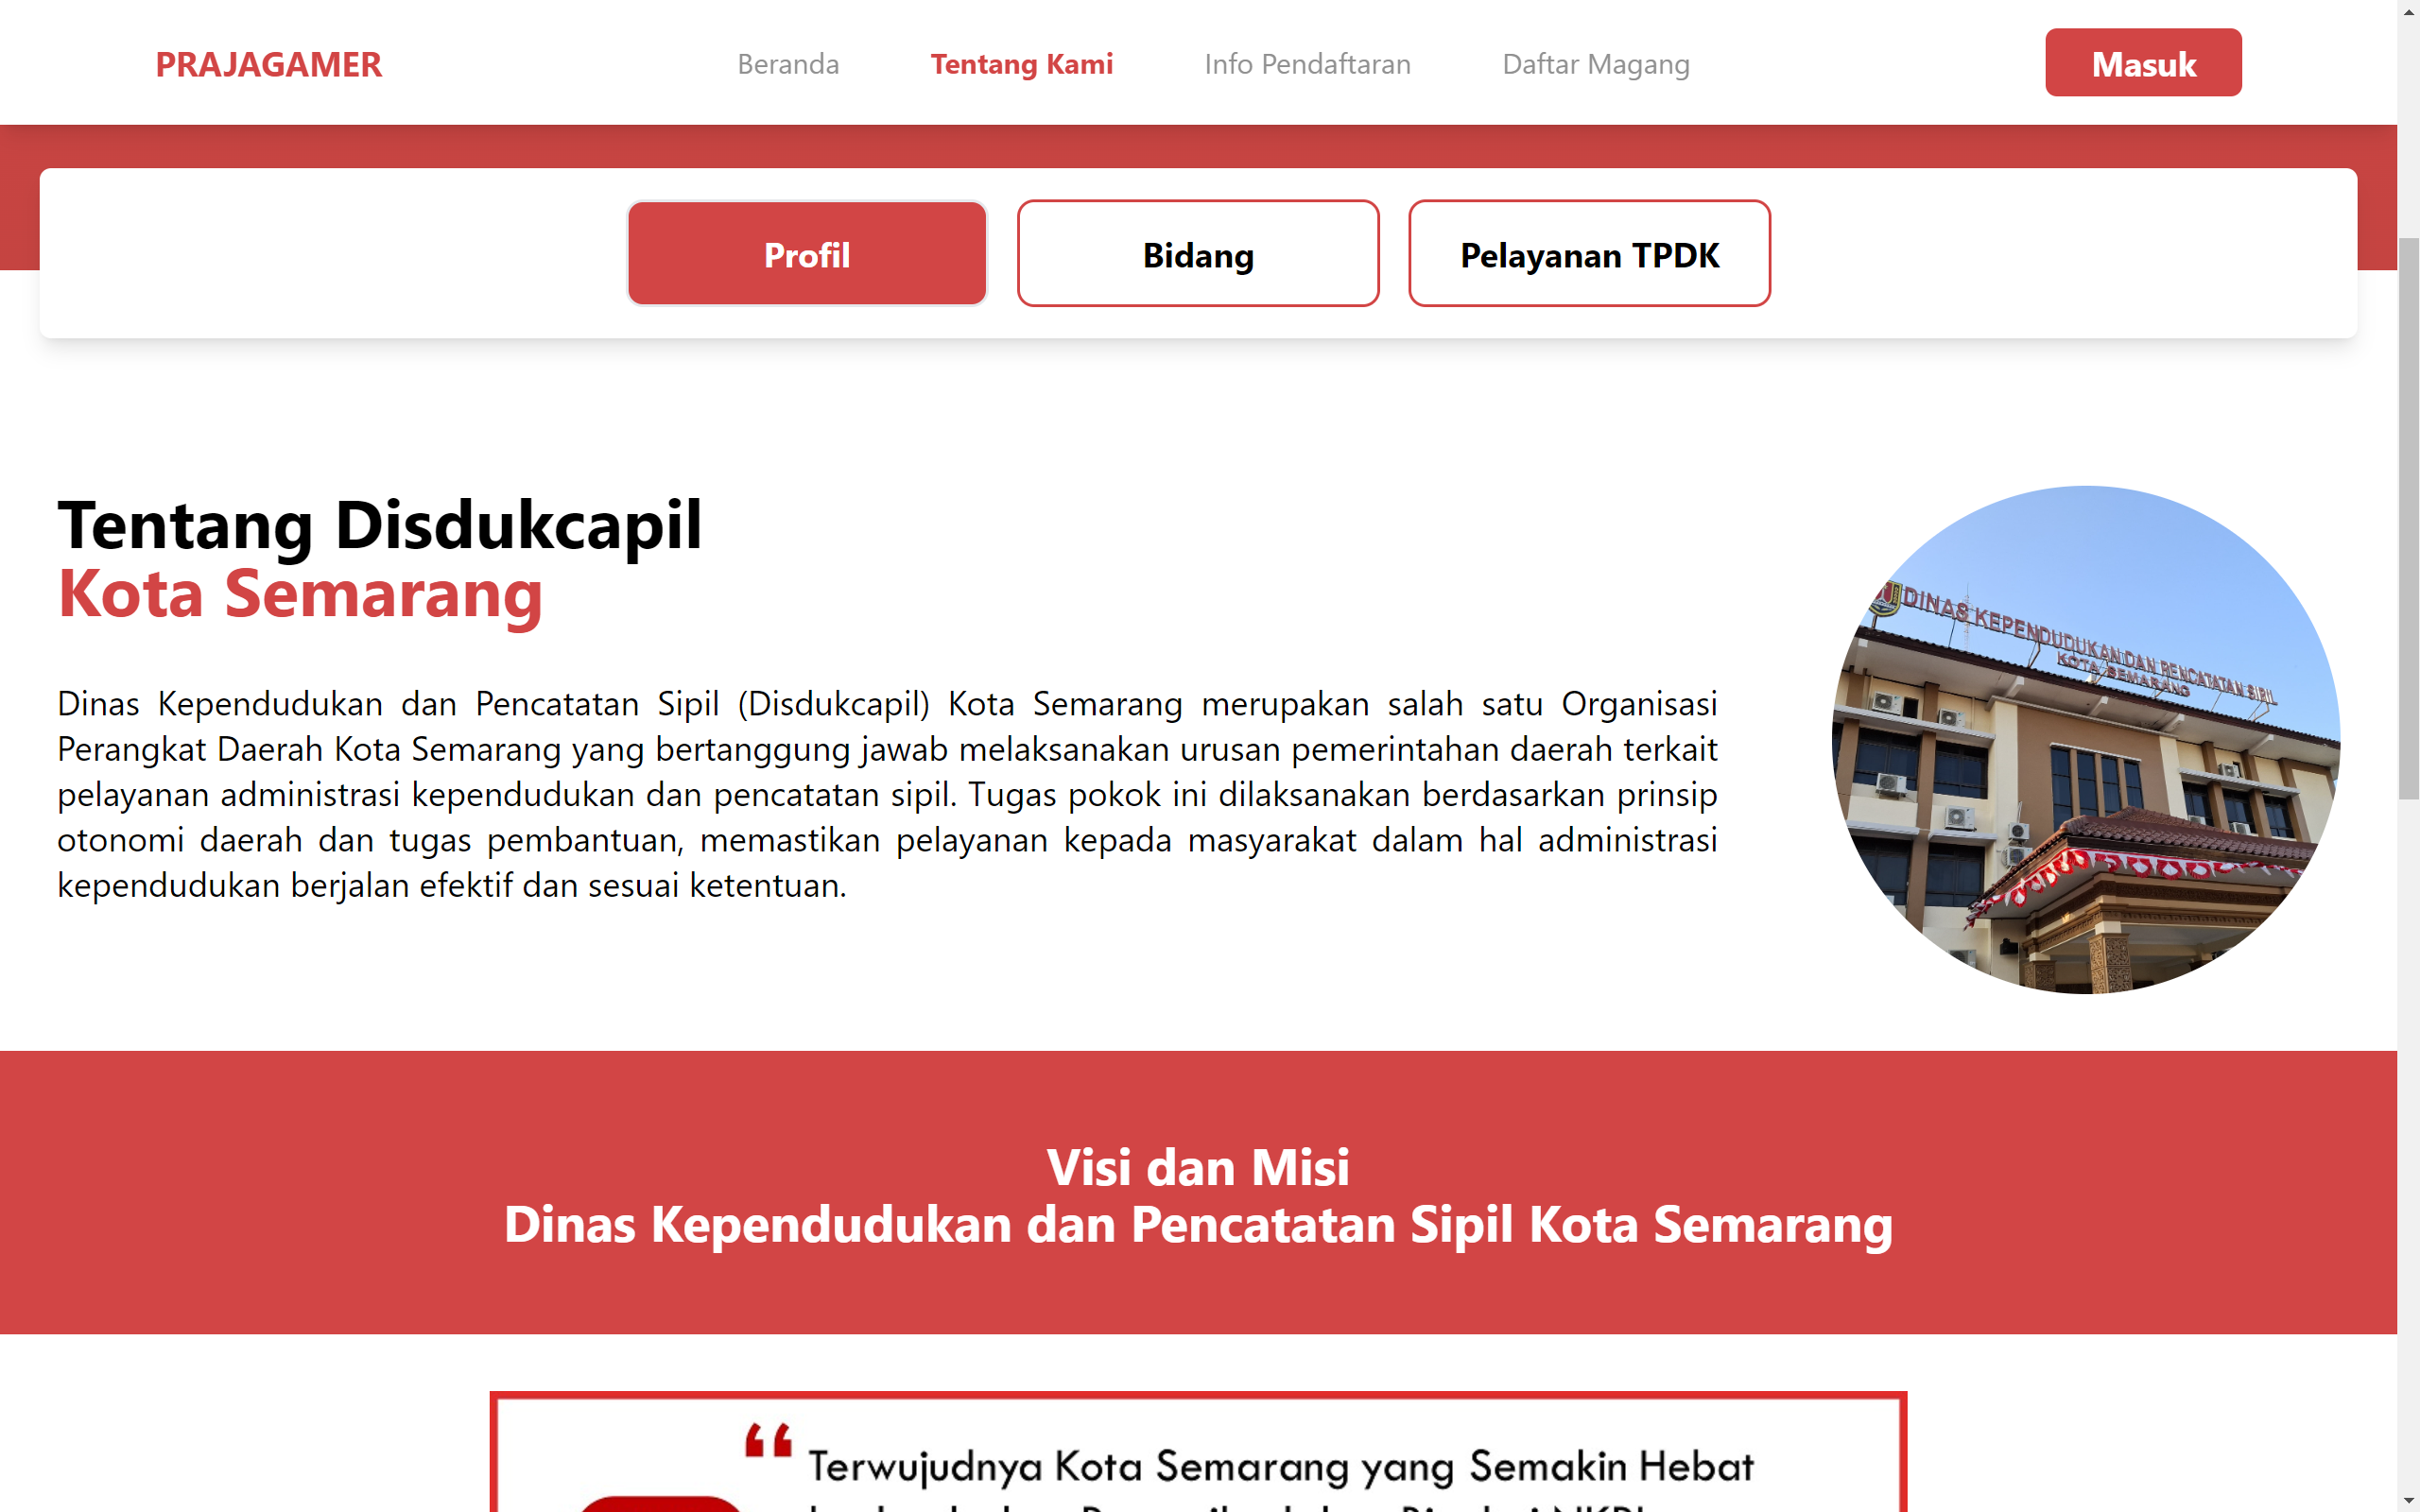 PRAJAGAMER
Beranda
Tentang Kami
Info Pendaftaran
Daftar Magang
Masuk
Profil
Bidang
Pelayanan TPDK
Tentang Disdukcapil
Kota Semarang
DINAS KEPENDUDUKAN DAN PENCATATAN SIPIL
KOTA SEMARANG
Dinas Kependudukan dan Pencatatan Sipil (Disdukcapil) Kota Semarang merupakan salah satu Organisasi
Perangkat Daerah Kota Semarang yang bertanggung jawab melaksanakan urusan pemerintahan daerah terkait
pelayanan administrasi kependudukan dan pencatatan sipil. Tugas pokok ini dilaksanakan berdasarkan prinsip
otonomi daerah dan tugas pembantuan, memastikan pelayanan kepada masyarakat dalam hal administrasi
kependudukan berjalan efektif dan sesuai ketentuan.
Visi dan Misi
Dinas Kependudukan dan Pencatatan Sipil Kota Semarang
“ Terwujudnya Kota Semarang yang Semakin Hebat